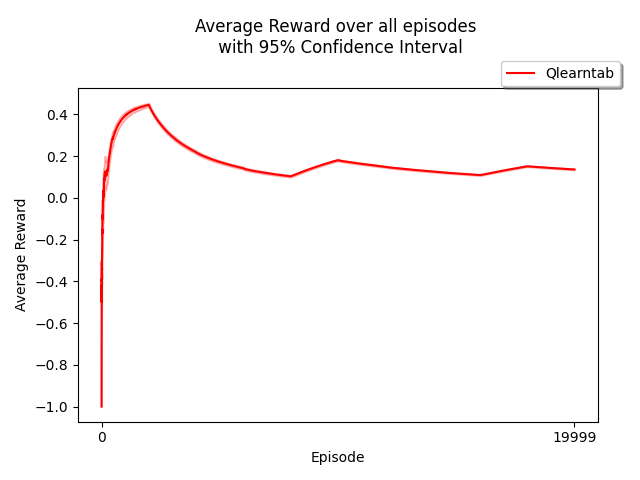 Average Reward over all episodes
with 95% Confidence Interval
Qlearntab
0.4
0.2
0.0
−0.2
−0.4
−0.6
−0.8
−1.0
Average Reward
0
19999
Episode